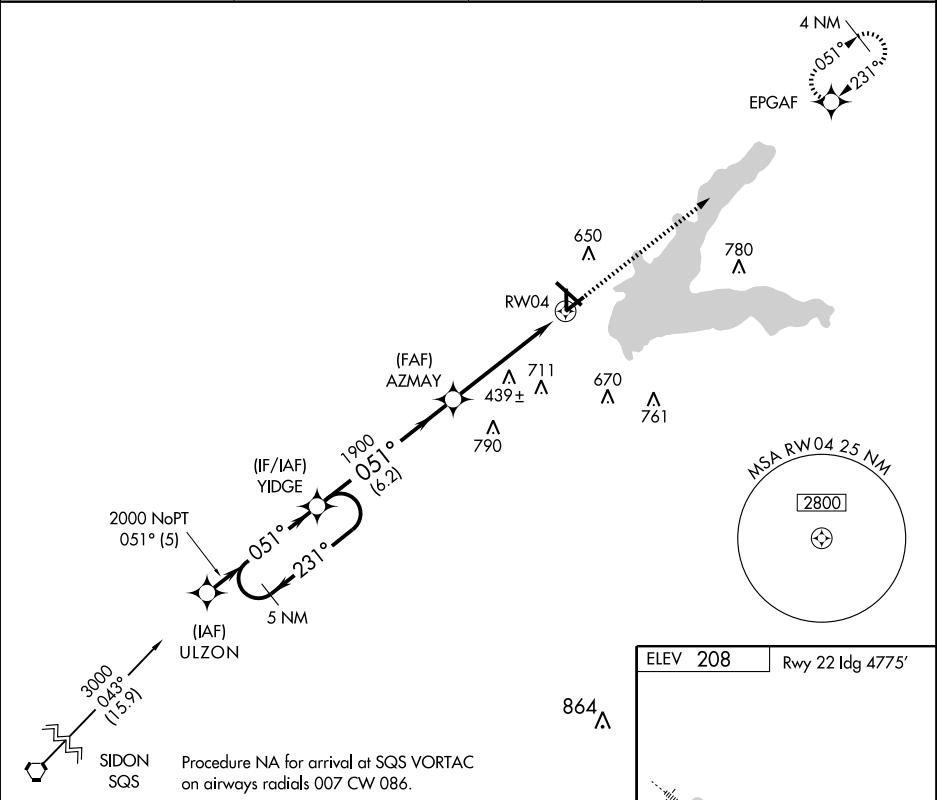 4 NM
051°
231°
EPGAF
650
780
RW04
(FAF)
AZMAY
439±
711
670
761
790
1900
051°
(6.2)
(IF/IAF)
YIDGE
MSA RW04 25 NM
2800
2000 NoPT
051° (5)
051°
231°
5 NM
(IAF)
ULZON
3000
043°
(15.9)
ELEV 208
Rwy 22 ldg 4775'
864
SIDON
SQS
Procedure NA for arrival at SQS VORTAC
on airways radials 007 CW 086.